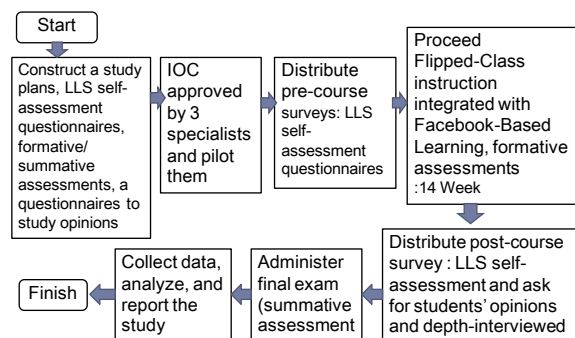 Start
Construct a study
plans, LLS self-
assessment
questionnaires,
formative/
summative
assessments, a
questionnaires to
study opinions
IOC
approved
by 3
specialists
and pilot
them
Distribute
pre-course
surveys: LLS
self-
assessment
questionnaires
Proceed
Flipped-Class
instruction
integrated with
Facebook-Based
Learning, formative
assessments
:14 Week
Distribute post-course
survey : LLS self-
assessment and ask
for students’ opinions
and depth-interviewed
Administer
final exam
(summative
assessment
Collect data,
analyze, and
report the
study
Finish